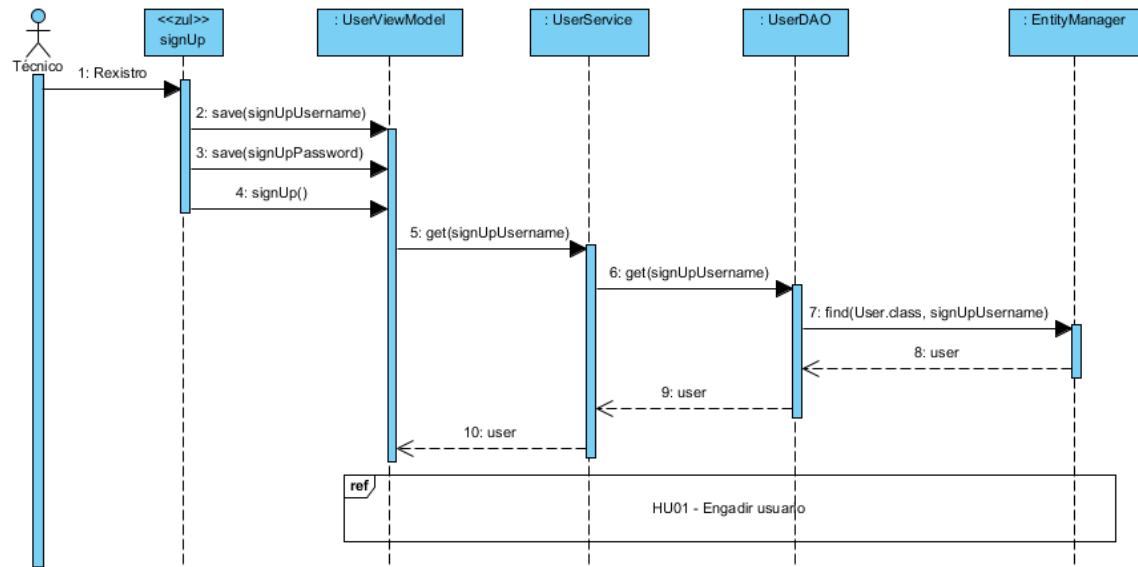 <<zul>>
signUp
: UserViewModel
: UserService
: UserDAO
: EntityManager
Técnico
1: Rexistro
2: save(signUpUsername)
3: save(signUpPassword)
4: signUp()
5: get(signUpUsername)
6: get(signUpUsername)
7: find(User.class, signUpUsername)
8: user
9: user
10: user
ref
HU01 - Engadir usuario